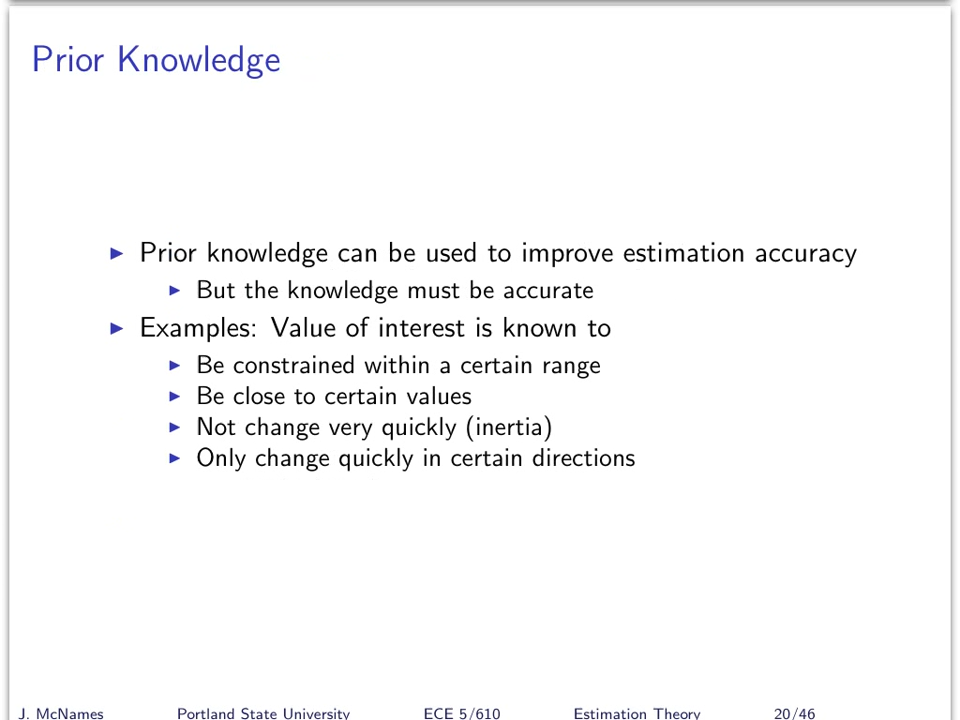 Prior Knowledge
Prior knowledge can be used to improve estimation accuracy
But the knowledge must be accurate
Examples: Value of interest is known to
Be constrained within a certain range
Be close to certain values
Not change very quickly (inertia)
Only change quickly in certain directions
J. McNames Portland State University ECE 5/610 Estimation Theory 20/46